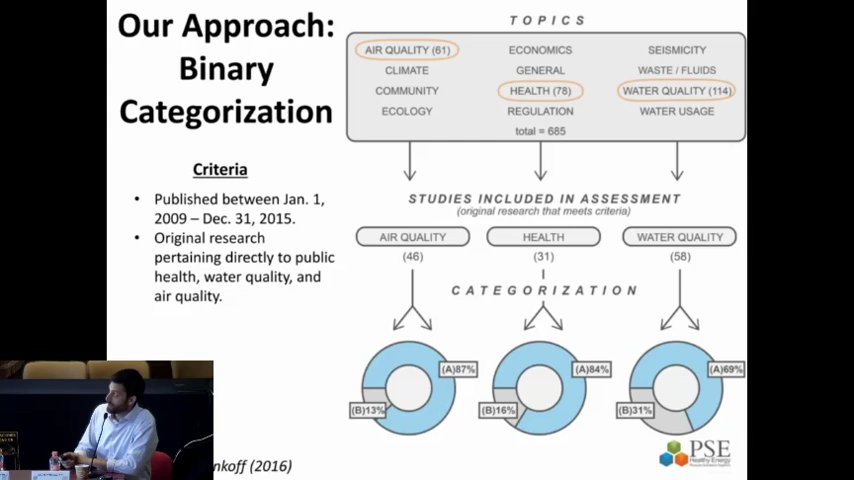 Our Approach:
Binary
Categorization
Criteria
• Published between Jan. 1,
2009 – Dec. 31, 2015.
• Original research
pertaining directly to public
health, water quality, and
air quality.
TOPICS
AIR QUALITY (61) ECONOMICS SEISMICITY
CLIMATE GENERAL WASTE / FLUIDS
COMMUNITY HEALTH (78) WATER QUALITY (114)
ECOLOGY REGULATION WATER USAGE
total = 685
STUDIES INCLUDED IN ASSESSMENT
(original research that meets criteria)
AIR QUALITY HEALTH WATER QUALITY
(46) (31) (58)
CATEGORIZATION
(A)87% (A)84% (A)69%
(B)13% (B)16% (B)31%
PSE
Healthy Energy
nkoff (2016)